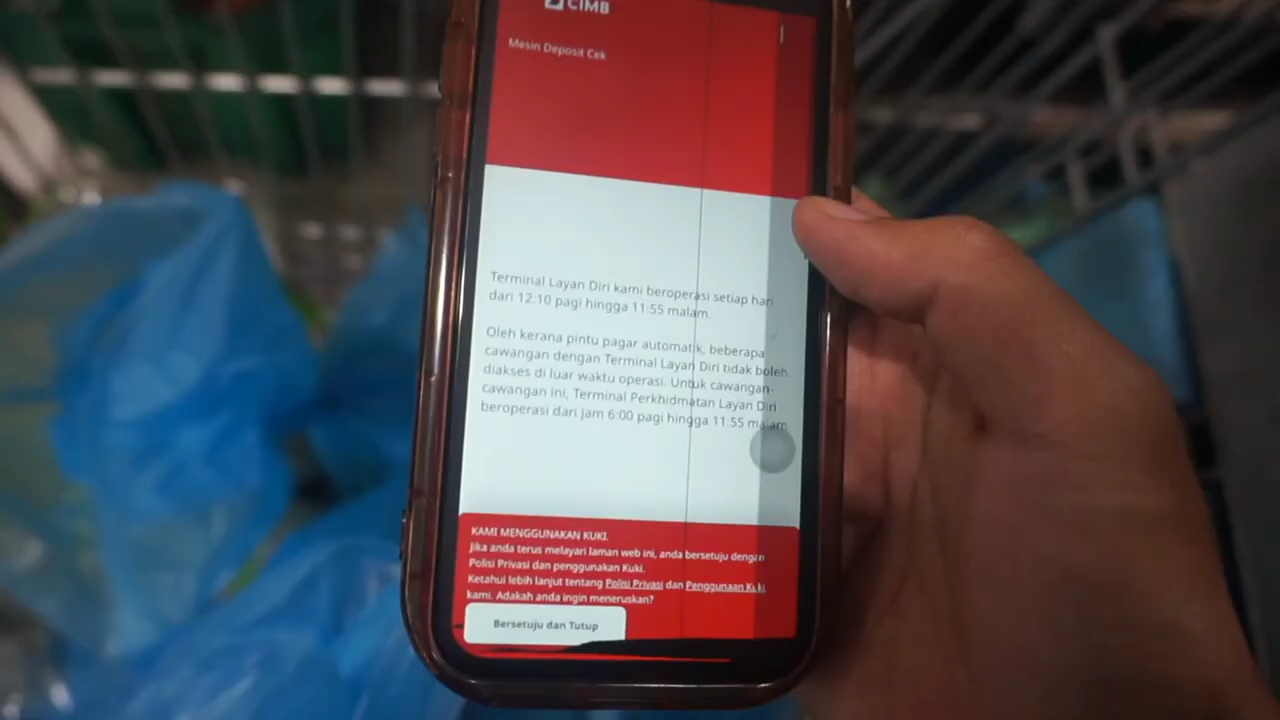 CIMB
Mesin Deposit Cek
Terminal Layan Diri kami beroperasi setiap hari
dari 12:10 pagi hingga 11:55 malam.
Oleh kerana pintu pagar automatik, beberapa
cawangan dengan Terminal Layan Diri tidak boleh
diakses di luar waktu operasi. Untuk cawangan-
cawangan ini, Terminal Perkhidmatan Layan Diri
beroperasi dari jam 6:00 pagi hingga 11:55 malam
KAMI MENGGUNAKAN KUKI.
Jika anda terus melayari laman web ini, anda bersetuju dengan
Polisi Privasi dan penggunaan Kuki.
Ketahui lebih lanjut tentang Polisi Privasi dan Penggunaan Kuki
kami. Adakah anda ingin meneruskan?
Bersetuju dan Tutup